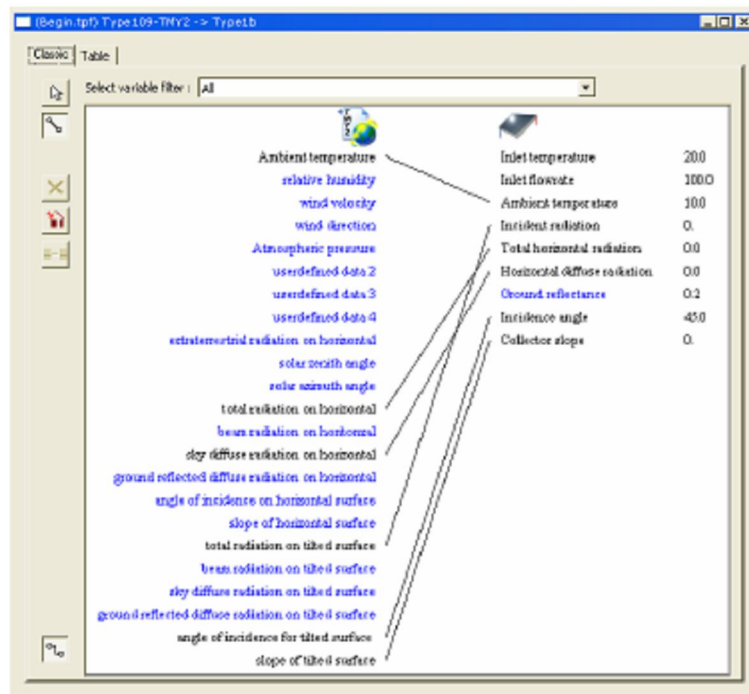 (Begin.tpf) Type109-TMY2 -> Type1b
Classic Table
Select variable filter : All
TMY2
Ambient temperature Inlet temperature 20.0
relative humidity Inlet flowrate 100.0
wind velocity Ambient temperature 10.0
wind direction Incident radiation 0.
Atmospheric pressure Total horizontal radiation 0.0
userdefined data 2 Horizontal diffuse radiation 0.0
userdefined data 3 Ground reflectance 0.2
userdefined data 4 Incidence angle 45.0
extraterrestrial radiation on horizontal Collector slope 0.
solar zenith angle
solar azimuth angle
total radiation on horizontal
beam radiation on horitonzal
sky diffuse radiation on horizontal
ground reflected diffuse radiation on horizontal
angle of incidence on horizontal surface
slope of horizontal surface
total radiation on tilted surface
beam radiation on tilted surface
sky diffuse radiation on tilted surface
ground reflected diffuse radiation on tilted surface
angle of incidence for tilted surface
slope of tilted surface